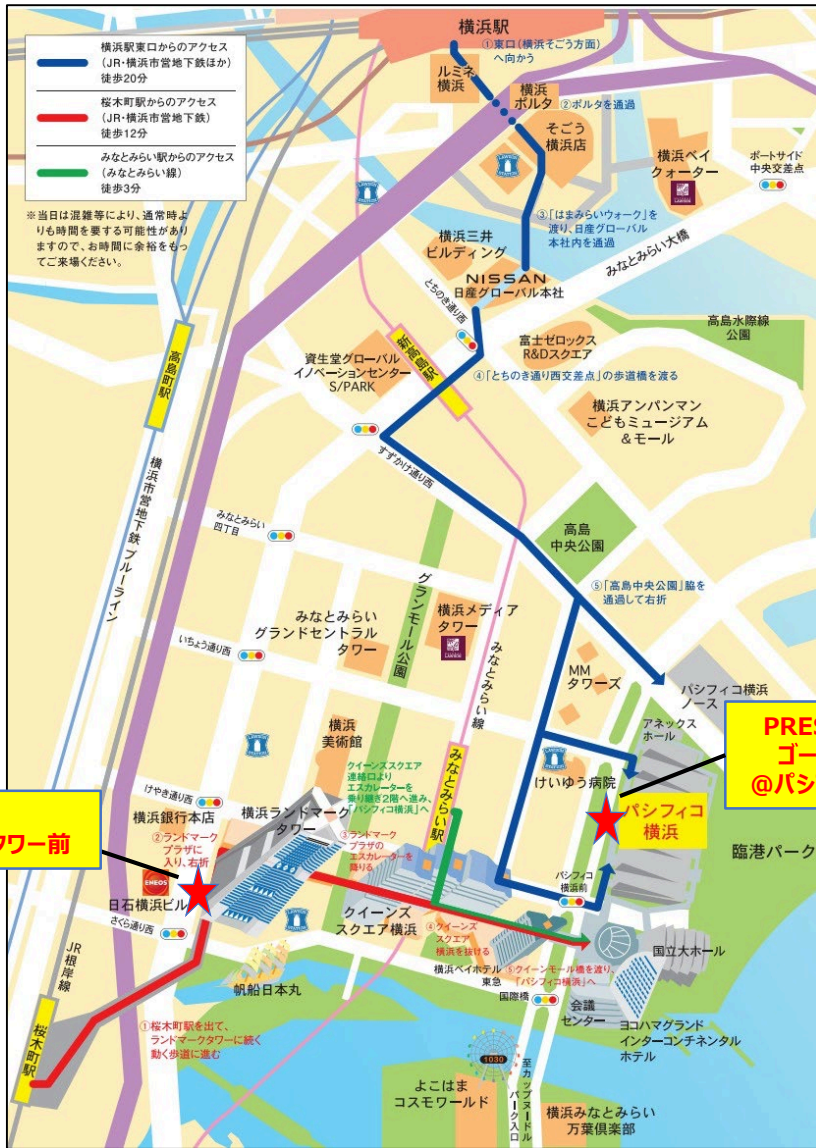 横浜駅東口からのアクセス
(JR・横浜市営地下鉄ほか)
徒歩20分
桜木町駅からのアクセス
(JR・横浜市営地下鉄)
徒歩12分
みなとみらい駅からのアクセス
(みなとみらい線)
徒歩3分
※当日は混雑等により、通常時よ
りも時間を要する可能性があり
ますので、お時間に余裕をもっ
てご来場ください。
横浜駅
①東口(横浜そごう方面)
へ向かう
ルミネ
横浜
横浜
ポルタ
②ポルタを通過
そごう
横浜店
横浜ベイ
クォーター
ポートサイド
中央交差点
③「はまみらいウォーク」を
渡り、日産グローバル
本社内を通過
横浜三井
ビルディング
みなとみらい大橋
NISSAN
日産グローバル本社
とちのき通り西
高島水際線
公園
富士ゼロックス
R&Dスクエア
新高島駅
高島町駅
資生堂グローバル
イノベーションセンター
S/PARK
④「とちのき通り西交差点」の歩道橋を渡る
横浜アンパンマン
こどもミュージアム
&モール
すずかけ通り西
横浜市営地下鉄 ブルーライン
みなとみらい
四丁目
高島
中央公園
⑤「高島中央公園」脇を
通過して右折
グランモール公園
みなとみらい
グランドセントラル
タワー
横浜メディア
タワー
みなとみらい線
いちょう通り西
MM
タワーズ
パシフィコ横浜
ノース
アネックス
ホール
横浜
美術館
クイーンズスクエア
連絡口より
エスカレーターを
乗り継ぎ2階へ進み、
「パシフィコ横浜」へ
みなとみらい駅
けいゆう病院
PRES
ゴー
@パシ
パシフィコ
横浜
けやき通り西
横浜銀行本店
横浜ランドマーク
タワー
②ランドマーク
プラザに
入り、右折
③ランドマーク
プラザの
エスカレーターを
降りる
タワー前
臨港パーク
ENEOS
日石横浜ビル
パシフィコ
横浜前
さくら通り西
クイーンズ
スクエア横浜
④クイーンズ
スクエア
横浜を抜ける
国立大ホール
JR根岸線
帆船日本丸
横浜ベイホテル
東急
⑤クイーンモール橋を渡り、
「パシフィコ横浜」へ
国際橋
会議
センター
ヨコハマグランド
インターコンチネンタル
ホテル
桜木町駅
①桜木町駅を出て、
ランドマークタワーに続く
動く歩道に進む
1030
よこはま
コスモワールド
至カップヌードル
パーク入口
横浜みなとみらい
万葉倶楽部